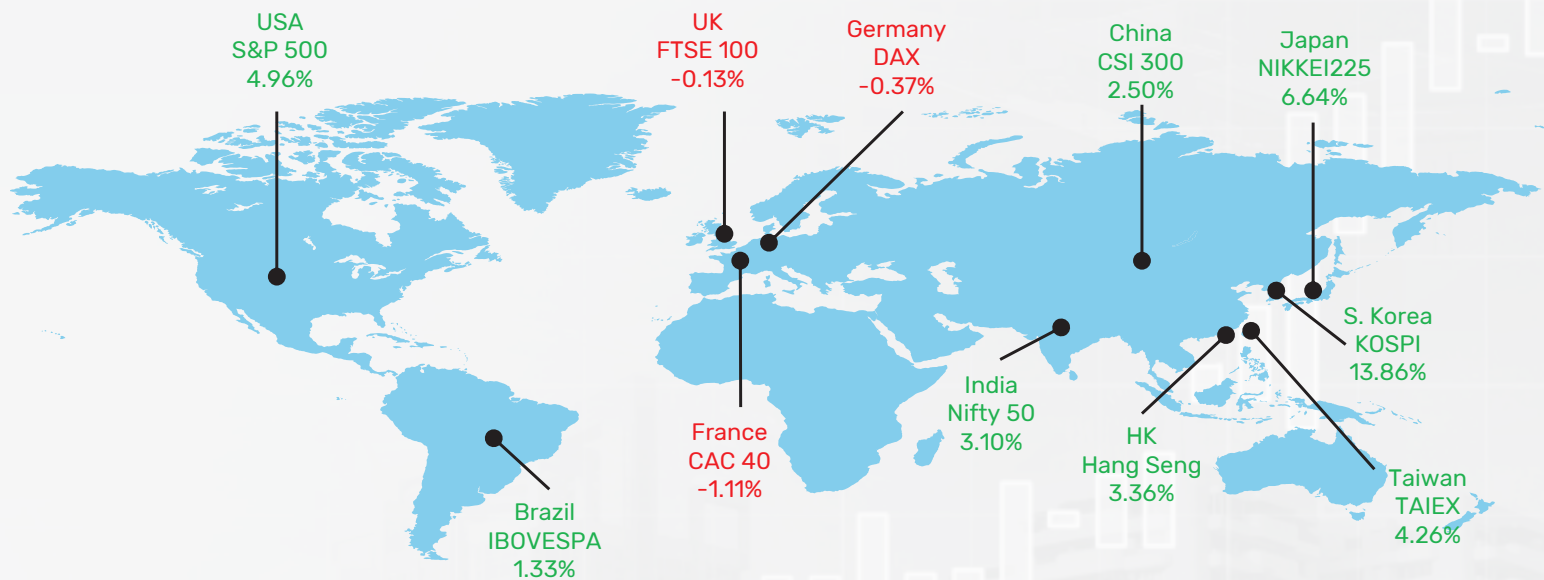 USA
S&P 500
4.96%
UK
FTSE 100
-0.13%
Germany
DAX
-0.37%
China
CSI 300
2.50%
Japan
NIKKEI225
6.64%
S. Korea
KOSPI
13.86%
India
Nifty 50
3.10%
France
CAC 40
-1.11%
HK
Hang Seng
3.36%
Taiwan
TAIEX
4.26%
Brazil
IBOVESPA
1.33%